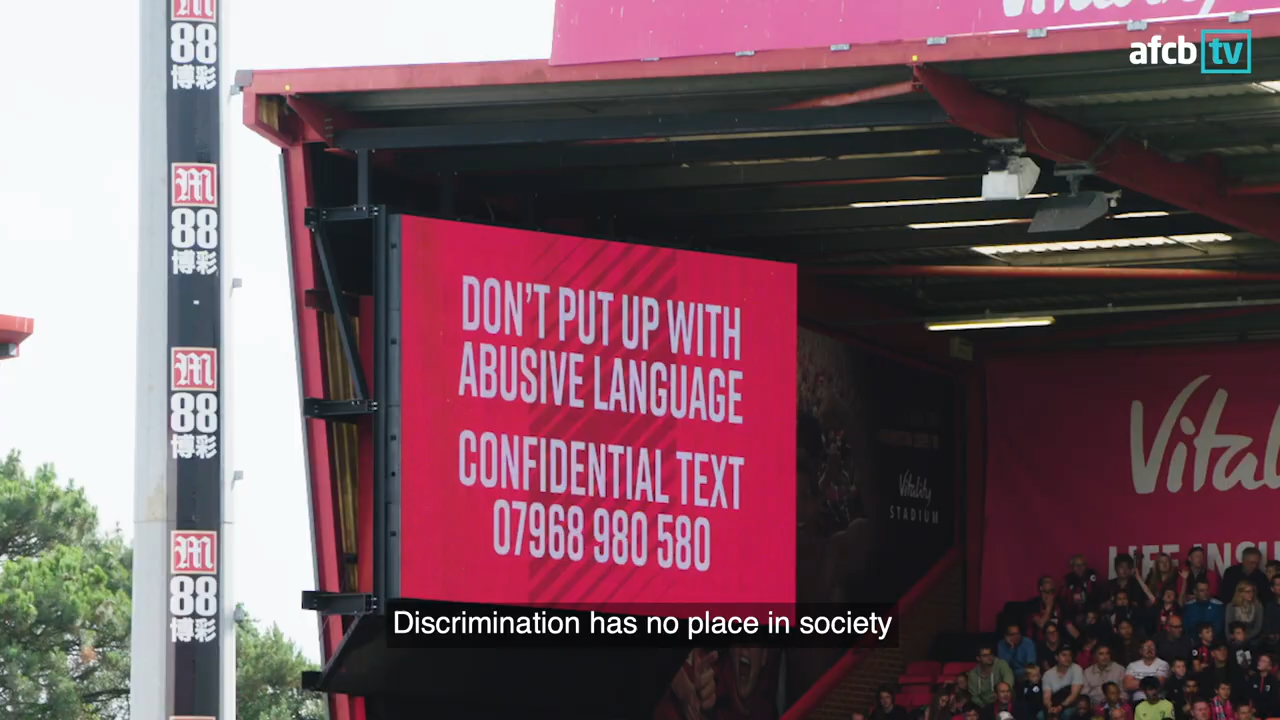 M
88
博彩
M
88
博彩
M
88
博彩
M
88
博彩
afcb tv
DON'T PUT UP WITH
ABUSIVE LANGUAGE
CONFIDENTIAL TEXT
07968 980 580
Vitality
STADIUM
Discrimination has no place in society